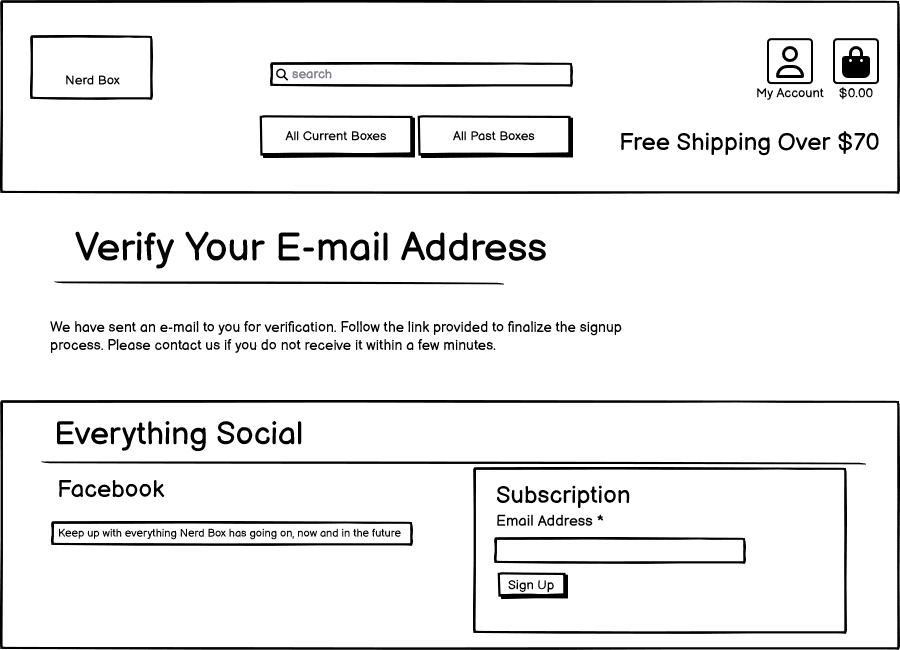 Nerd Box
search
My Account
$0.00
All Current Boxes
All Past Boxes
Free Shipping Over $70
Verify Your E-mail Address
We have sent an e-mail to you for verification. Follow the link provided to finalize the signup
process. Please contact us if you do not receive it within a few minutes.
Everything Social
Facebook
Keep up with everything Nerd Box has going on, now and in the future
Subscription
Email Address *
Sign Up